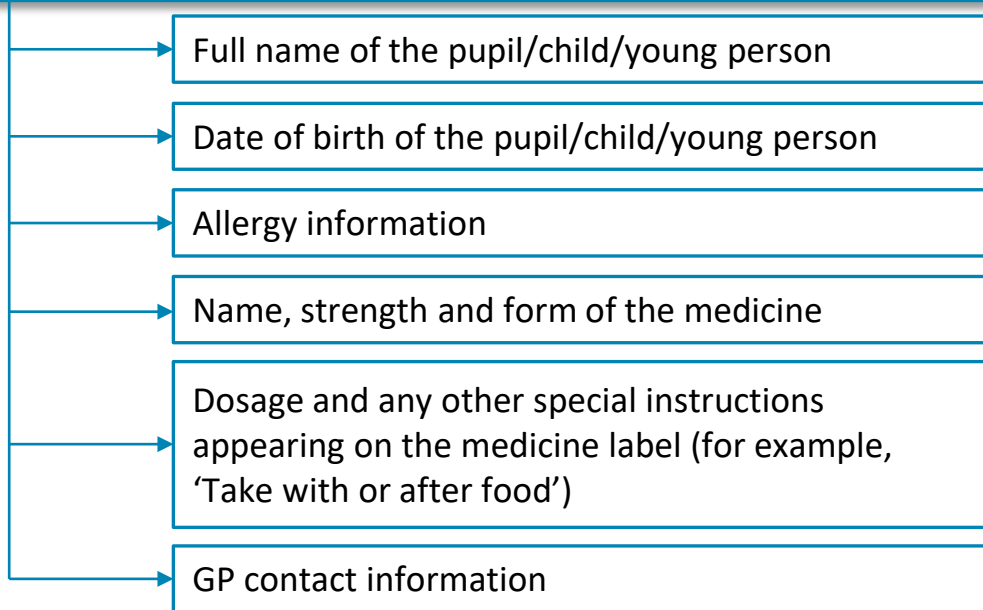 Full name of the pupil/child/young person
Date of birth of the pupil/child/young person
Allergy information
Name, strength and form of the medicine
Dosage and any other special instructions
appearing on the medicine label (for example,
‘Take with or after food’)
GP contact information